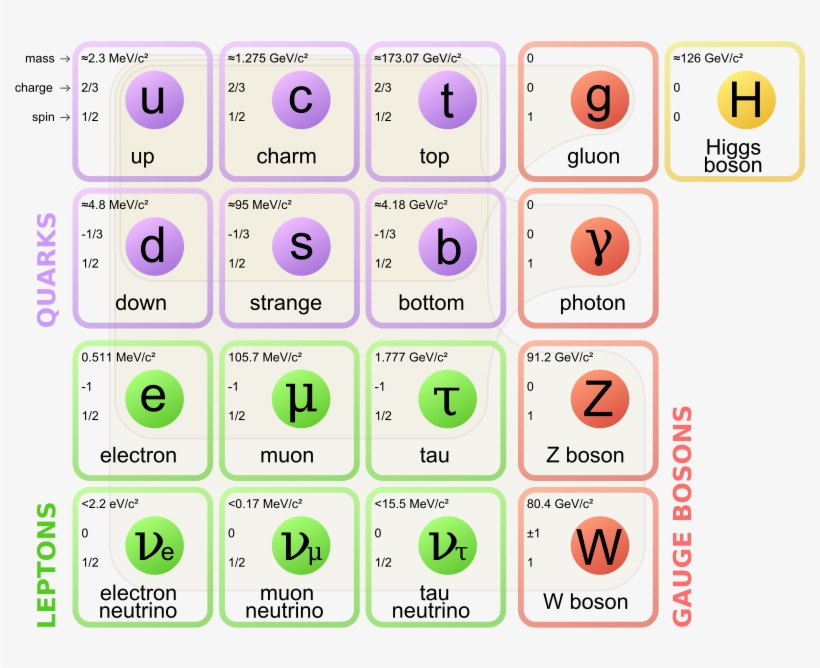 mass → ≈2.3 MeV/c² ≈1.275 GeV/c² ≈173.07 GeV/c² 0 ≈126 GeV/c²
charge → 2/3 2/3 2/3 0 0
spin → 1/2 1/2 1/2 1 0
u c t g H
up charm top gluon Higgs
boson
≈4.8 MeV/c² ≈95 MeV/c² ≈4.18 GeV/c² 0
-1/3 -1/3 -1/3 0
1/2 1/2 1/2 1
d s b γ
down strange bottom photon
QUARKS
0.511 MeV/c² 105.7 MeV/c² 1.777 GeV/c² 91.2 GeV/c²
-1 -1 -1 0
1/2 1/2 1/2 1
e μ τ Z
electron muon tau Z boson
<2.2 eV/c² <0.17 MeV/c² <15.5 MeV/c² 80.4 GeV/c²
0 0 0 ±1
1/2 1/2 1/2 1
νe νμ ντ W
electron muon tau W boson
neutrino neutrino neutrino
LEPTONS
GAUGE BOSONS